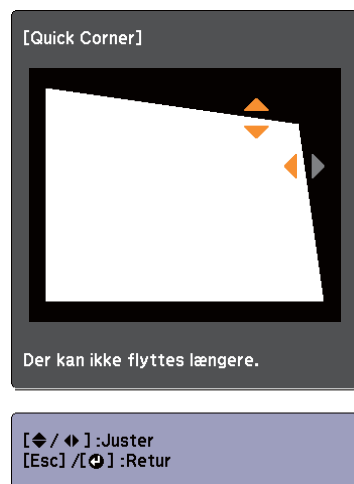 [Quick Corner]
Der kan ikke flyttes længere.
[ / ] :Juster
[Esc] /[ ] :Retur